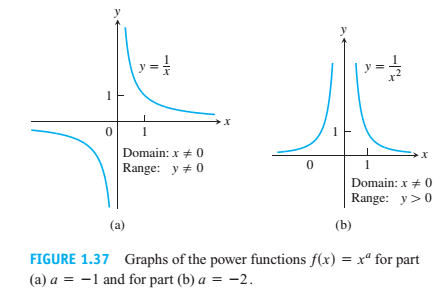 y
y = 1/x
1
0
1
x
Domain: x ≠ 0
Range: y ≠ 0
(a)
y
y = 1/x²
1
0
1
x
Domain: x ≠ 0
Range: y > 0
(b)
FIGURE 1.37 Graphs of the power functions f(x) = xᵃ for part
(a) a = −1 and for part (b) a = −2.